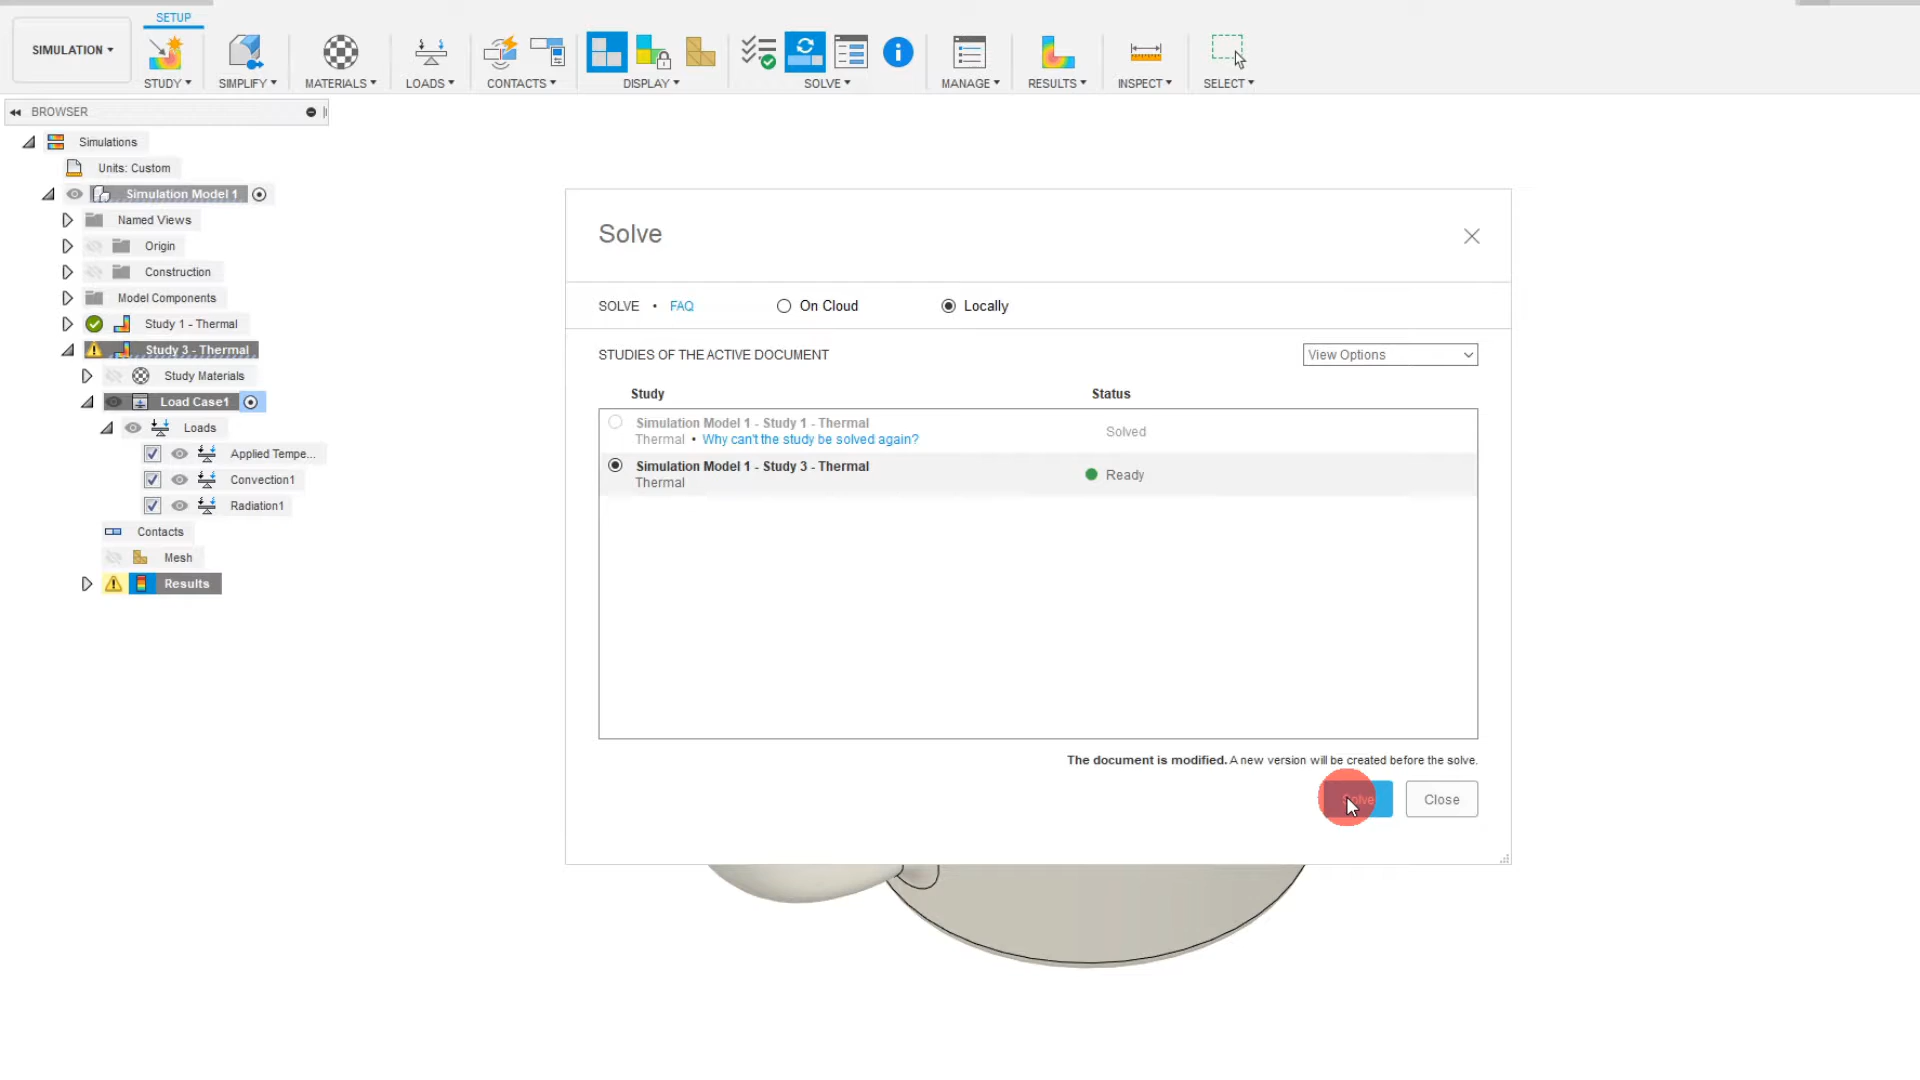 SETUP
SIMULATION
STUDY
SIMPLIFY
MATERIALS
LOADS
CONTACTS
DISPLAY
SOLVE
MANAGE
RESULTS
INSPECT
SELECT
BROWSER
Simulations
Units: Custom
Simulation Model 1
Named Views
Origin
Construction
Model Components
Study 1 - Thermal
Study 3 - Thermal
Study Materials
Load Case1
Loads
Applied Tempe...
Convection1
Radiation1
Contacts
Mesh
Results
Solve
SOLVE • FAQ On Cloud Locally
STUDIES OF THE ACTIVE DOCUMENT View Options
Study Status
Simulation Model 1 - Study 1 - Thermal
Thermal • Why can't the study be solved again? Solved
Simulation Model 1 - Study 3 - Thermal
Thermal Ready
The document is modified. A new version will be created before the solve.
Solve Close